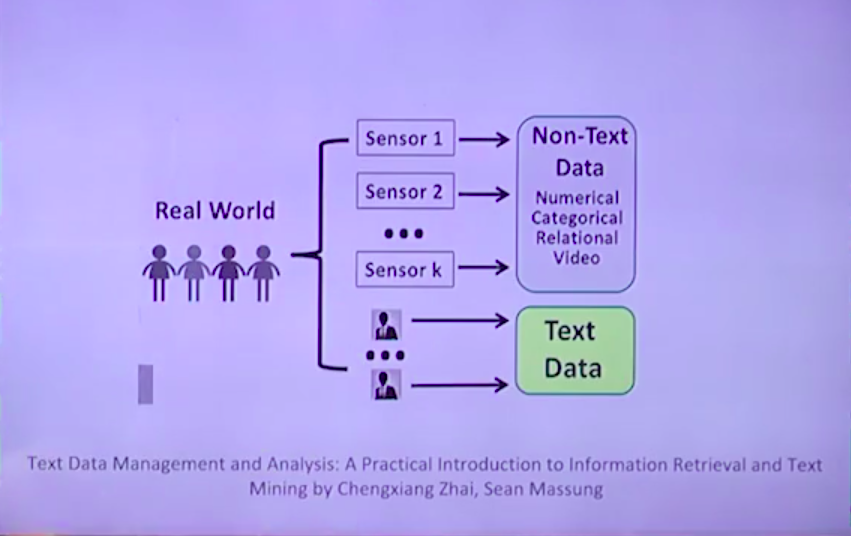 Real World
Sensor 1
Sensor 2
Sensor k
Non-Text
Data
Numerical
Categorical
Relational
Video
Text
Data
Text Data Management and Analysis: A Practical Introduction to Information Retrieval and Text
Mining by Chengxiang Zhai, Sean Massung